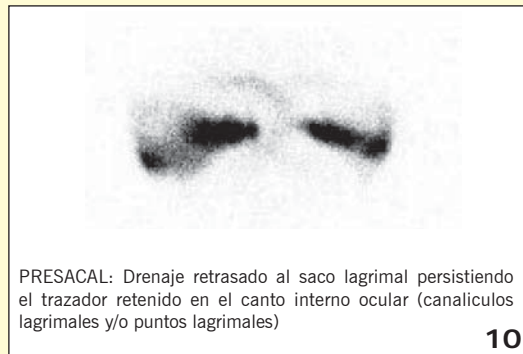 PRESACAL: Drenaje retrasado al saco lagrimal persistiendo
el trazador retenido en el canto interno ocular (canaliculos
lagrimales y/o puntos lagrimales)
10